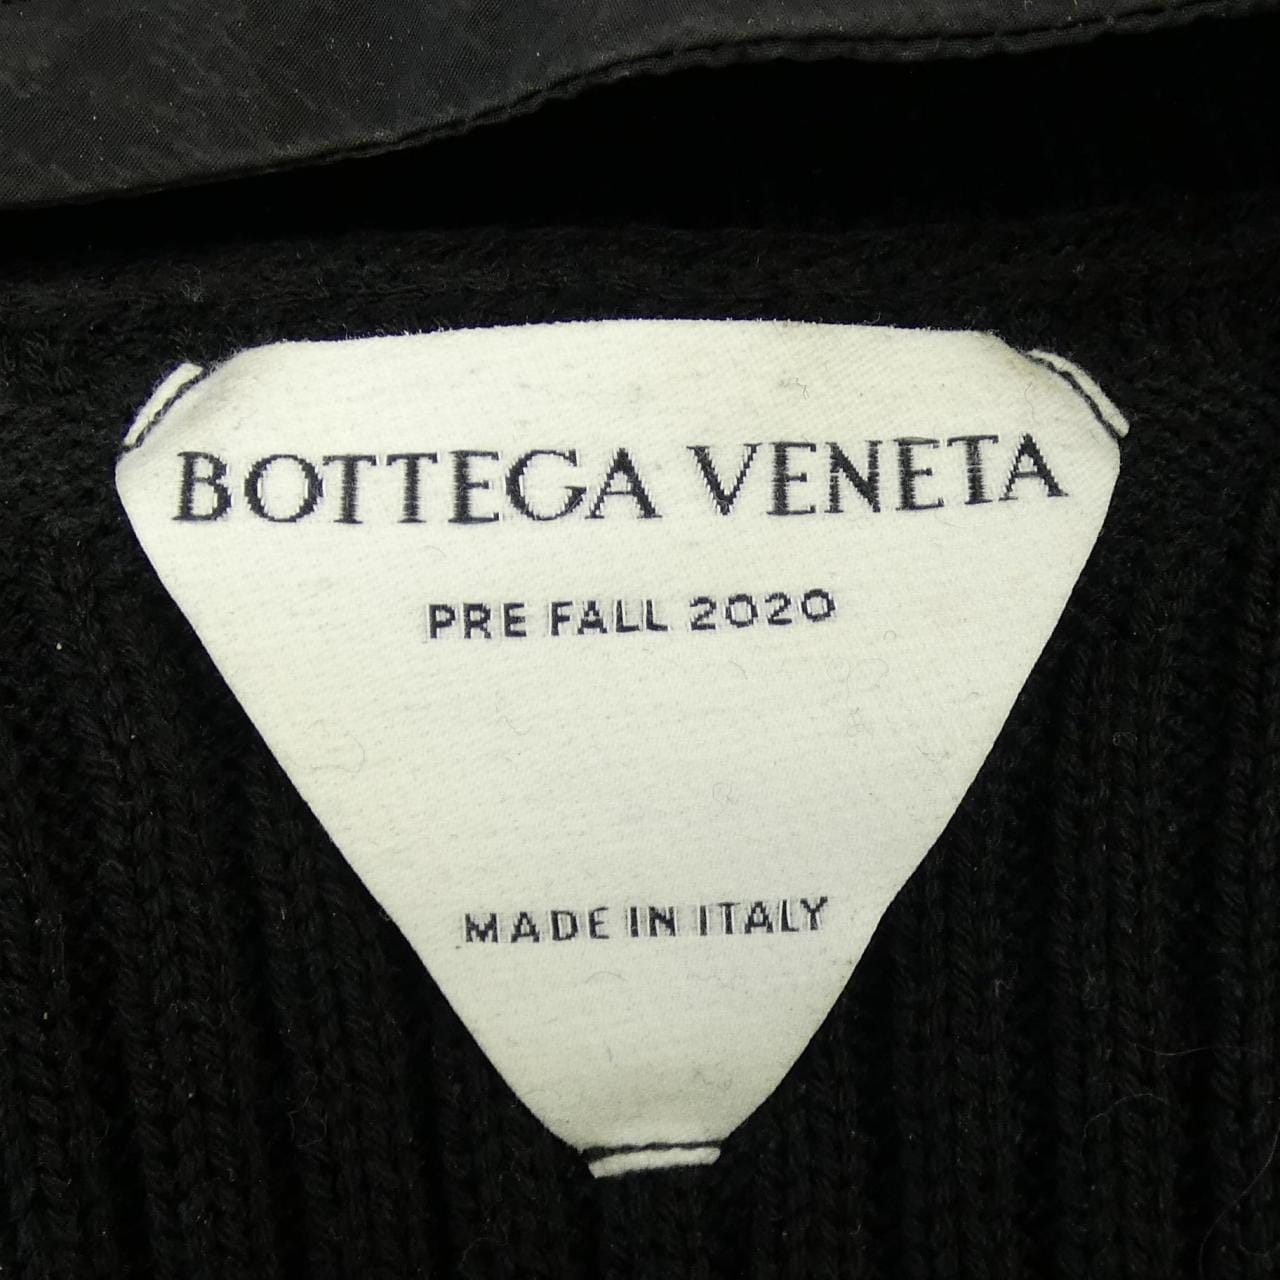 BOTTEGA VENETA
PRE FALL 2020
MADE IN ITALY